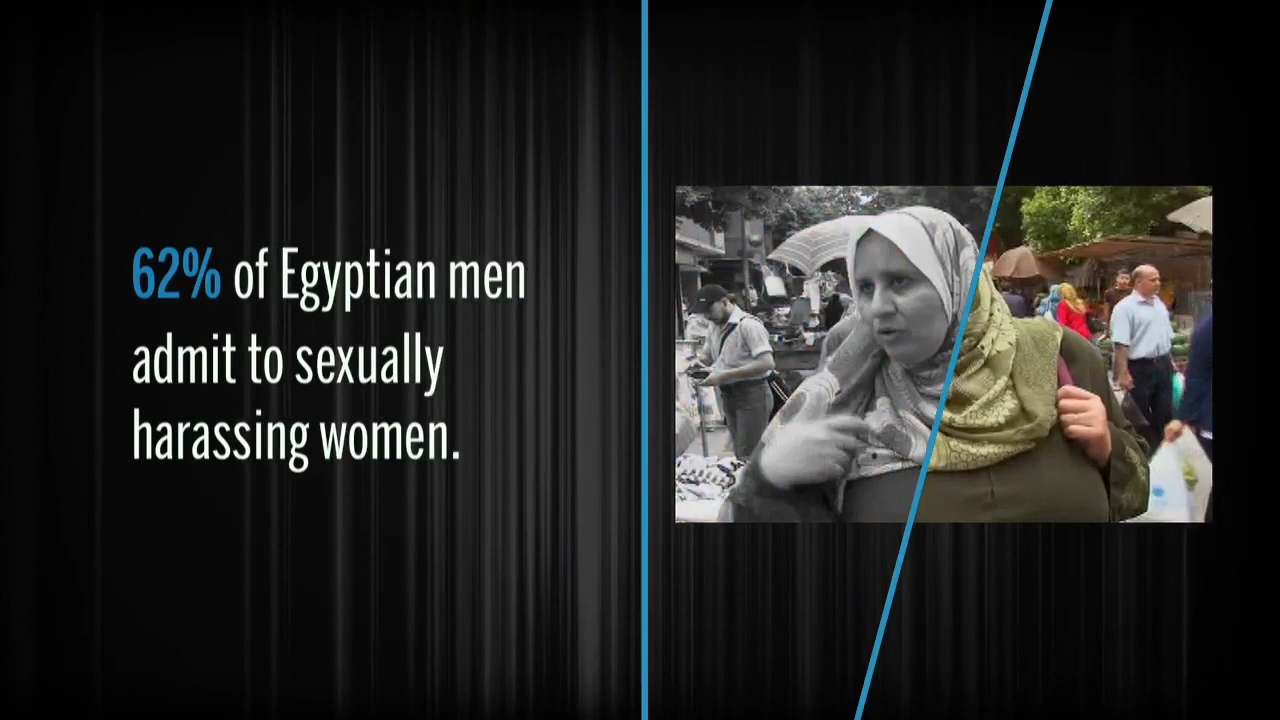 62% of Egyptian men
admit to sexually
harassing women.